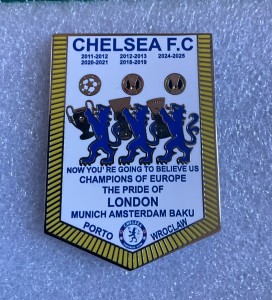 CHELSEA F.C
2011-2012 2012-2013 2024-2025
2020-2021 2018-2019
NOW YOU'RE GOING TO BELIEVE US
CHAMPIONS OF EUROPE
THE PRIDE OF
LONDON
MUNICH AMSTERDAM BAKU
PORTO WROCLAW
CHELSEA